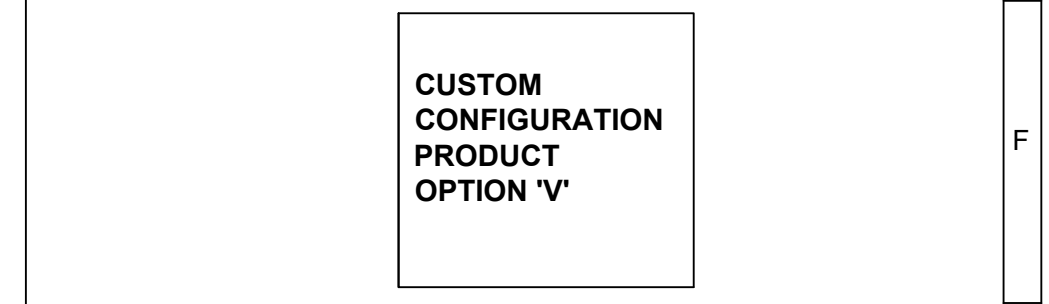 CUSTOM
CONFIGURATION
PRODUCT
OPTION 'V'
F